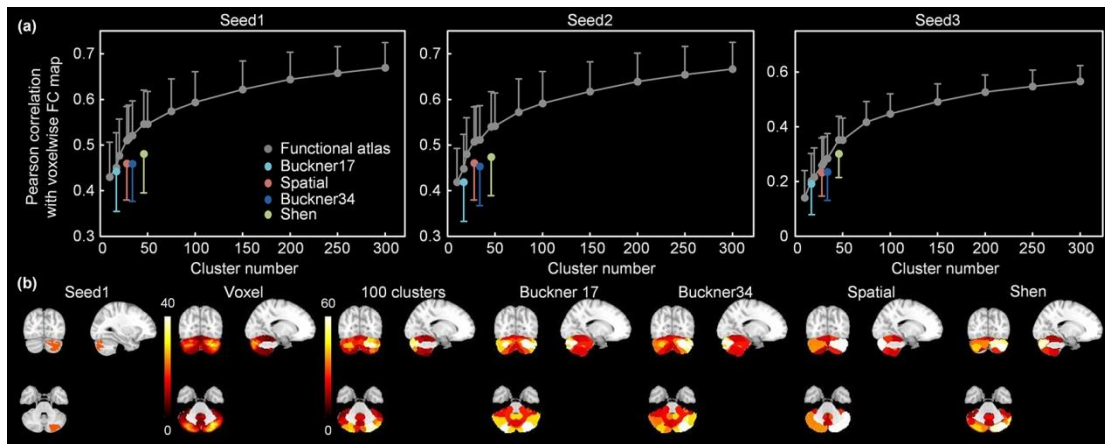 (a)
Seed1
Seed2
Seed3
Pearson correlation
with voxelwise FC map
0.7
0.6
0.5
0.4
0.3
0 50 100 150 200 250 300
Cluster number
Functional atlas
Buckner17
Spatial
Buckner34
Shen
0.7
0.6
0.5
0.4
0.3
0 50 100 150 200 250 300
Cluster number
0.6
0.4
0.2
0
0 50 100 150 200 250 300
Cluster number
(b)
Seed1
40
0
Voxel
60
0
100 clusters
Buckner 17
Buckner34
Spatial
Shen